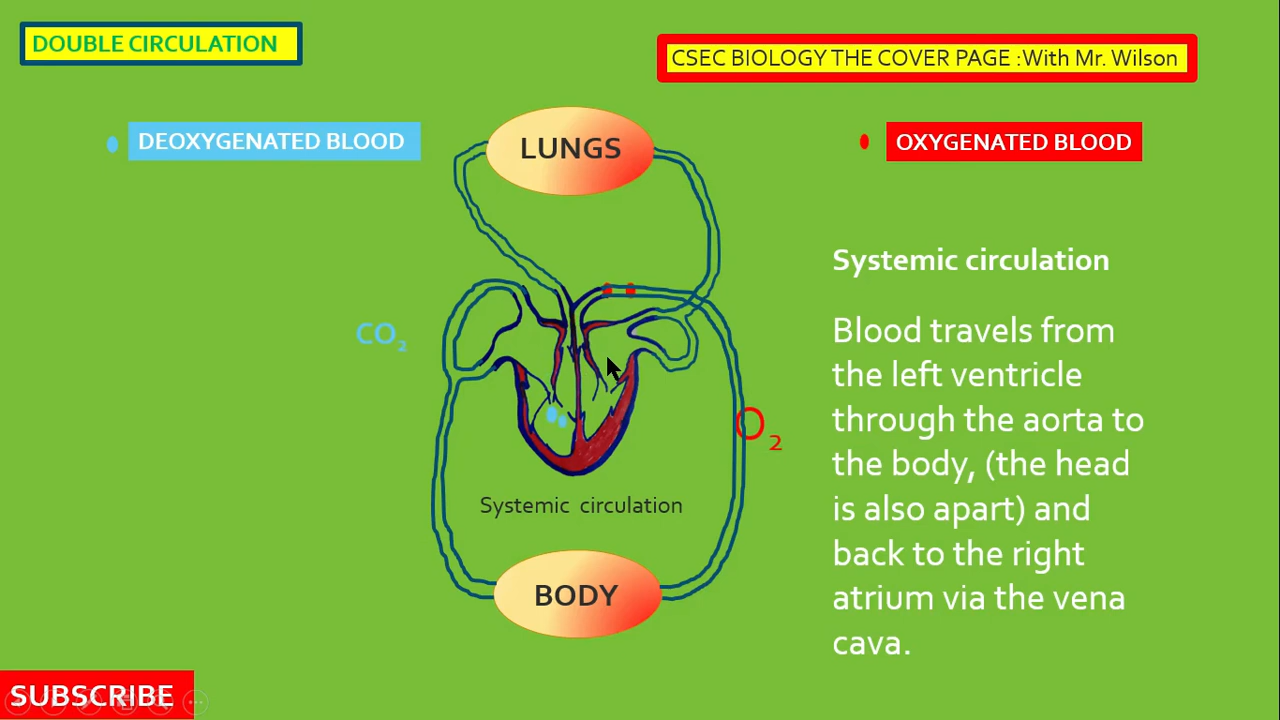 DOUBLE CIRCULATION
CSEC BIOLOGY THE COVER PAGE :With Mr. Wilson
DEOXYGENATED BLOOD
LUNGS
OXYGENATED BLOOD
CO₂
O₂
Systemic circulation
BODY
Systemic circulation
Blood travels from
the left ventricle
through the aorta to
the body, (the head
is also apart) and
back to the right
atrium via the vena
cava.
SUBSCRIBE